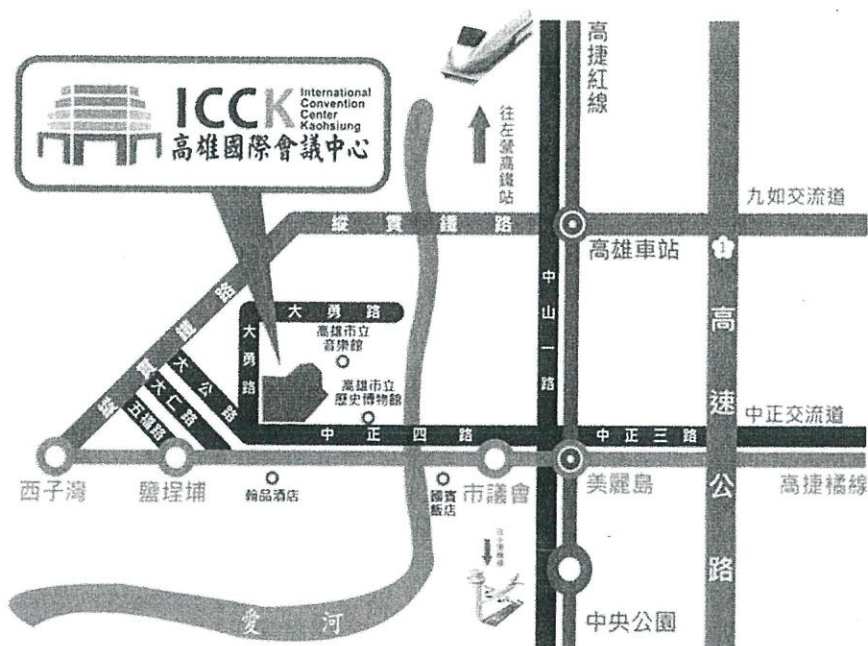 ICCK
International
Convention
Center
Kaohsiung
高雄國際會議中心
往左營高鐵站
高捷紅線
九如交流道
縱貫鐵路
高雄車站
1
高速公路
中山一路
大勇路
大勇路
高雄市立
音樂館
高雄市立
歷史博物館
縱貫鐵路
大公路
大仁路
五福路
中正四路
中正三路
中正交流道
西子灣
鹽埕埔
翰品酒店
國賓
飯店
市議會
美麗島
高捷橘線
愛河
中央公園